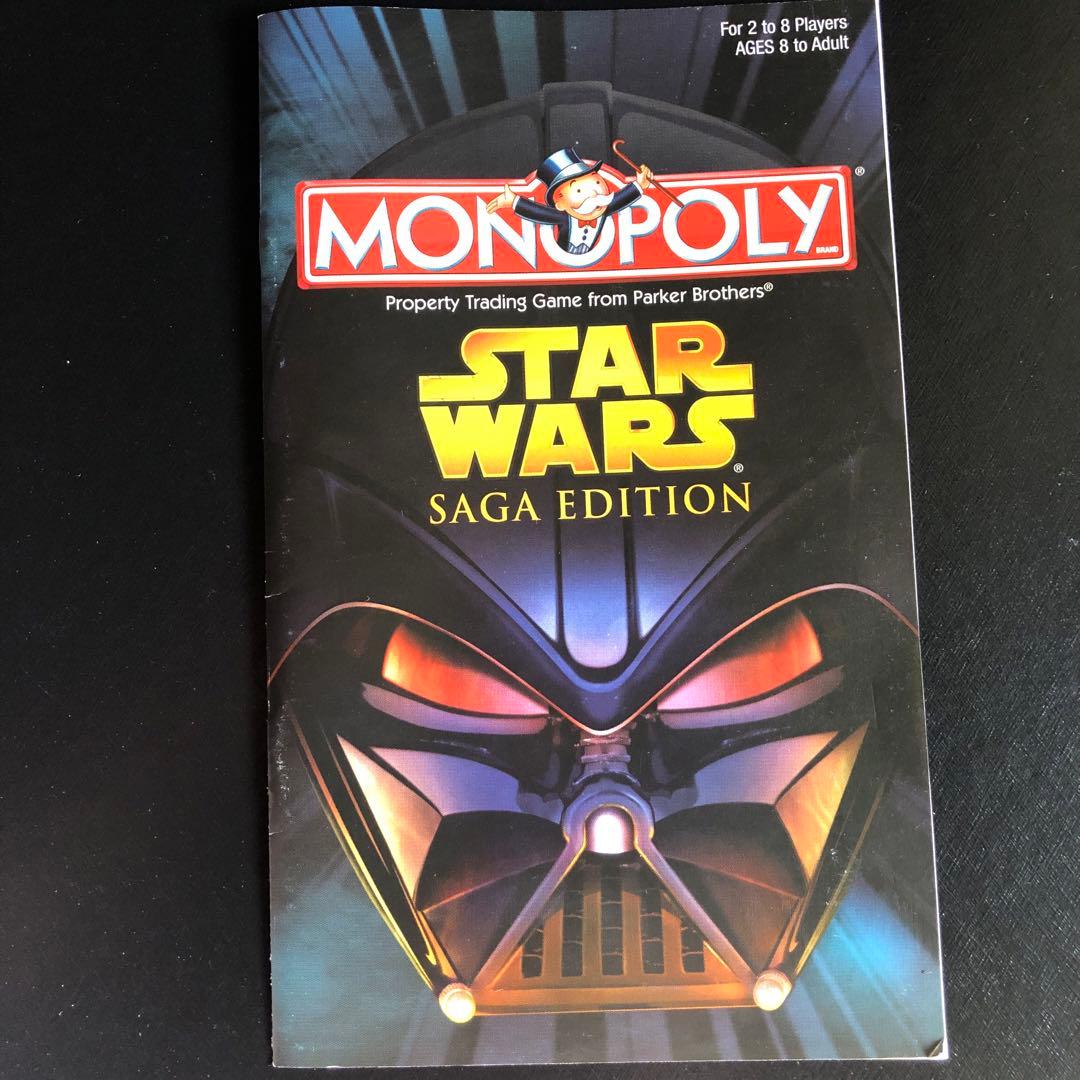 For 2 to 8 Players
AGES 8 to Adult
MONOPOLY®
BRAND
Property Trading Game from Parker Brothers®
STAR
WARS®
SAGA EDITION